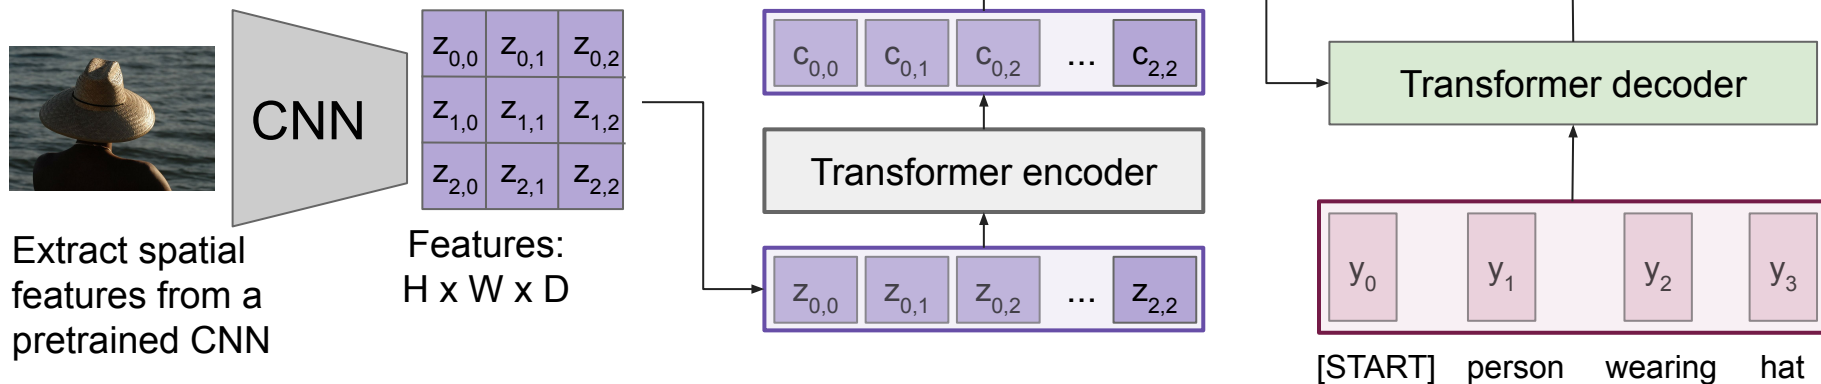 CNN
z0,0 z0,1 z0,2
z1,0 z1,1 z1,2
z2,0 z2,1 z2,2
Extract spatial
features from a
pretrained CNN
Features:
H x W x D
c0,0 c0,1 c0,2 ... c2,2
Transformer encoder
z0,0 z0,1 z0,2 ... z2,2
Transformer decoder
y0 y1 y2 y3
[START] person wearing hat